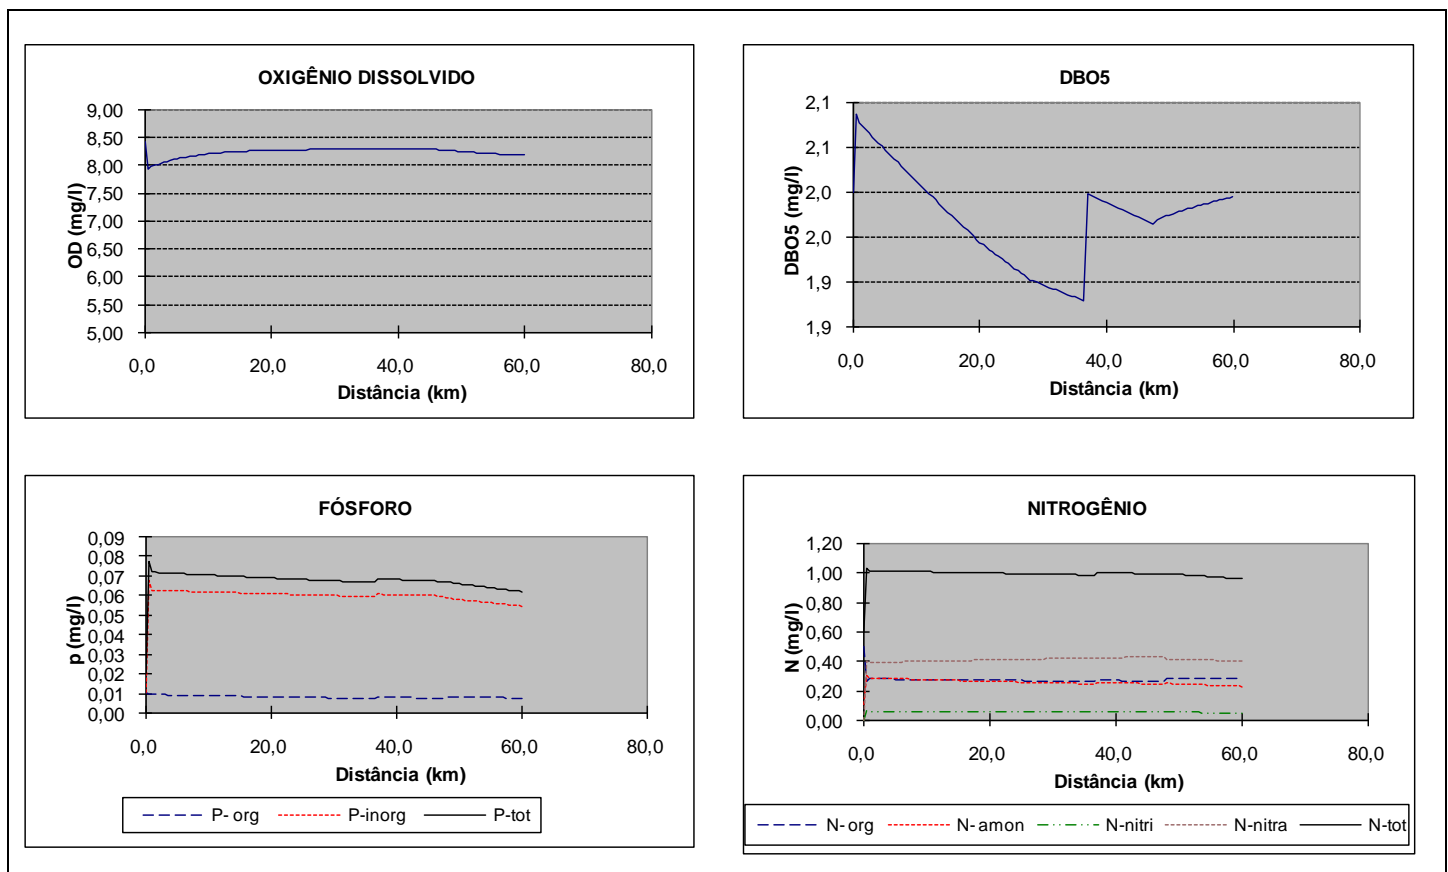 OXIGÊNIO DISSOLVIDO
9,00
8,50
8,00
7,50
7,00
6,50
6,00
5,50
5,00
OD (mg/l)
0,0 20,0 40,0 60,0 80,0
Distância (km)
DBO5
2,1
2,1
2,0
2,0
1,9
1,9
DBO5 (mg/l)
0,0 20,0 40,0 60,0 80,0
Distância (km)
FÓSFORO
0,09
0,08
0,07
0,06
0,05
0,04
0,03
0,02
0,01
0,00
p (mg/l)
0,0 20,0 40,0 60,0 80,0
Distância (km)
P- org P-inorg P-tot
NITROGÊNIO
1,20
1,00
0,80
0,60
0,40
0,20
0,00
N (mg/l)
0,0 20,0 40,0 60,0 80,0
Distância (km)
N- org N- amon N-nitri N-nitra N-tot